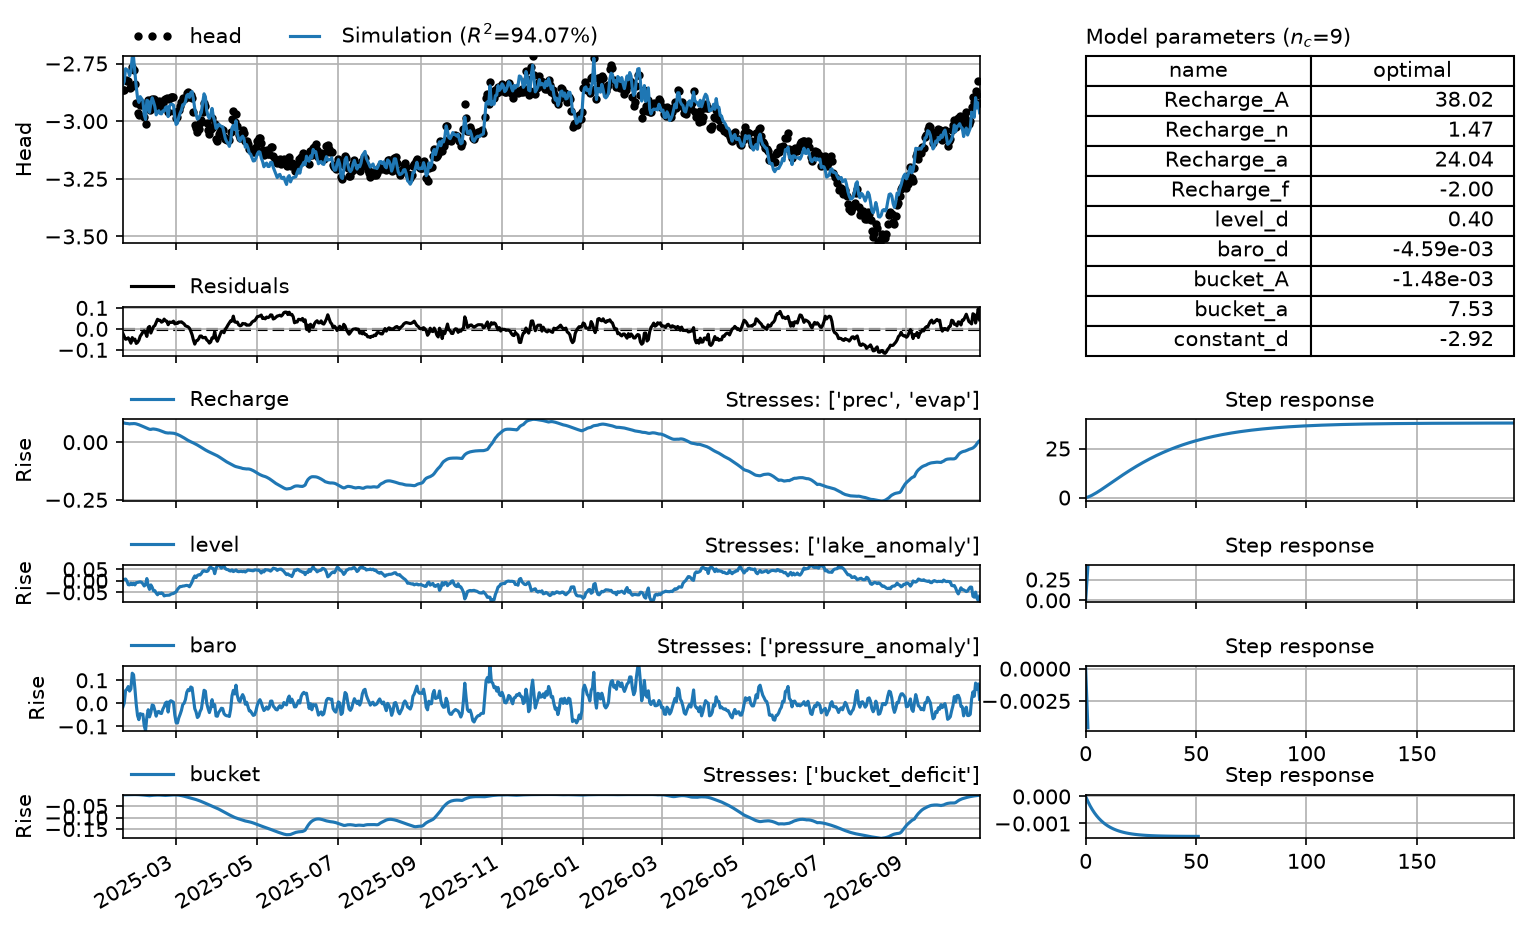 head
Simulation (R²=94.07%)
−2.75
−3.00
−3.25
−3.50
Head
Model parameters (n_c=9)
name optimal
Recharge_A 38.02
Recharge_n 1.47
Recharge_a 24.04
Recharge_f -2.00
level_d 0.40
baro_d -4.59e-03
bucket_A -1.48e-03
bucket_a 7.53
constant_d -2.92
Residuals
0.1
0.0
−0.1
Recharge
Stresses: ['prec', 'evap']
0.00
−0.25
Rise
Step response
25
0
level
Stresses: ['lake_anomaly']
0.05
0.00
−0.05
Rise
Step response
0.25
0.00
baro
Stresses: ['pressure_anomaly']
0.1
0.0
−0.1
Rise
Step response
0.0000
−0.0025
0 50 100 150
bucket
Stresses: ['bucket_deficit']
−0.05
−0.10
−0.15
Rise
2025-03 2025-05 2025-07 2025-09 2025-11 2026-01 2026-03 2026-05 2026-07 2026-09
Step response
0.000
−0.001
0 50 100 150